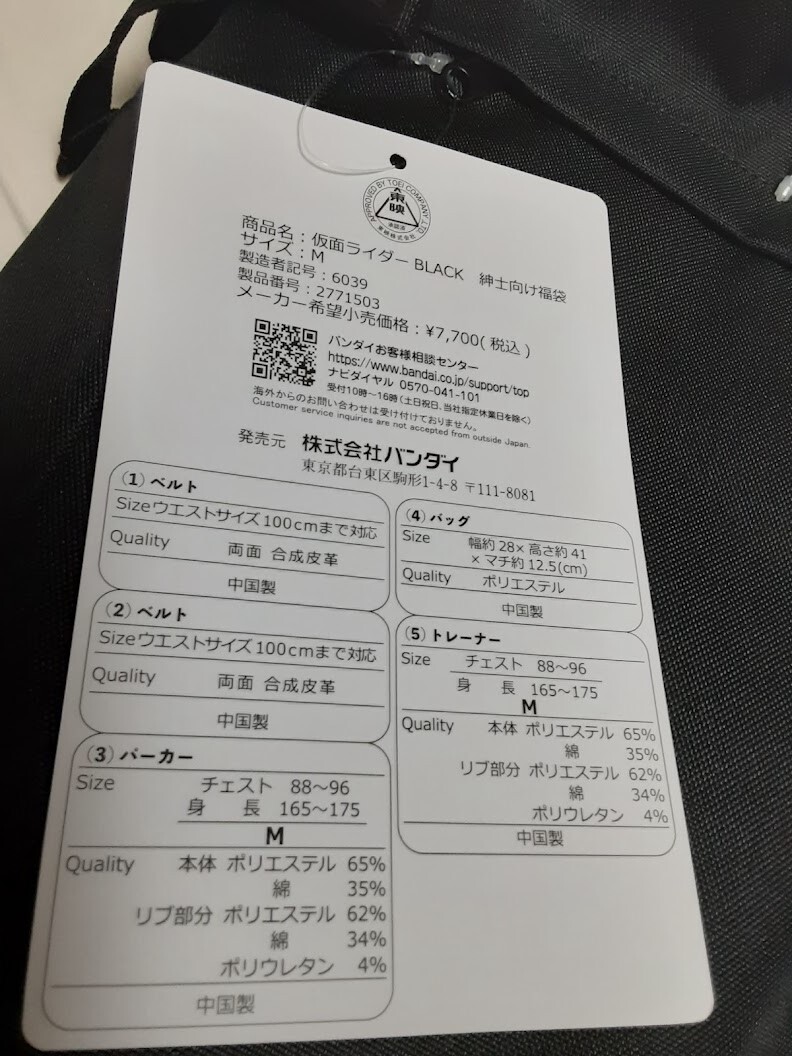 APPROVED BY TOEI COMPANY, LTD.
東映
東映株式会社
商品名：仮面ライダー BLACK　紳士向け福袋
サイズ：M
製造者記号：6039
製品番号：2771503
メーカー希望小売価格：¥7,700(税込)
バンダイお客様相談センター
https://www.bandai.co.jp/support/top
ナビダイヤル 0570-041-101
受付10時～16時(土日祝日、当社指定休業日を除く)
海外からのお問い合わせは受け付けておりません。
Customer service inquiries are not accepted from outside Japan.
発売元　株式会社バンダイ
東京都台東区駒形1-4-8 〒111-8081
(1) ベルト
Size ウエストサイズ100cmまで対応
Quality　両面 合成皮革
中国製
(2) ベルト
Size ウエストサイズ100cmまで対応
Quality　両面 合成皮革
中国製
(3) パーカー
Size　チェスト　88～96
身　長　165～175
M
Quality　本体 ポリエステル 65%
綿　35%
リブ部分 ポリエステル 62%
綿　34%
ポリウレタン　4%
中国製
(4) バッグ
Size　幅約 28× 高さ約 41
× マチ約 12.5(cm)
Quality　ポリエステル
中国製
(5) トレーナー
Size　チェスト　88～96
身　長　165～175
M
Quality　本体 ポリエステル 65%
綿　35%
リブ部分 ポリエステル 62%
綿　34%
ポリウレタン　4%
中国製